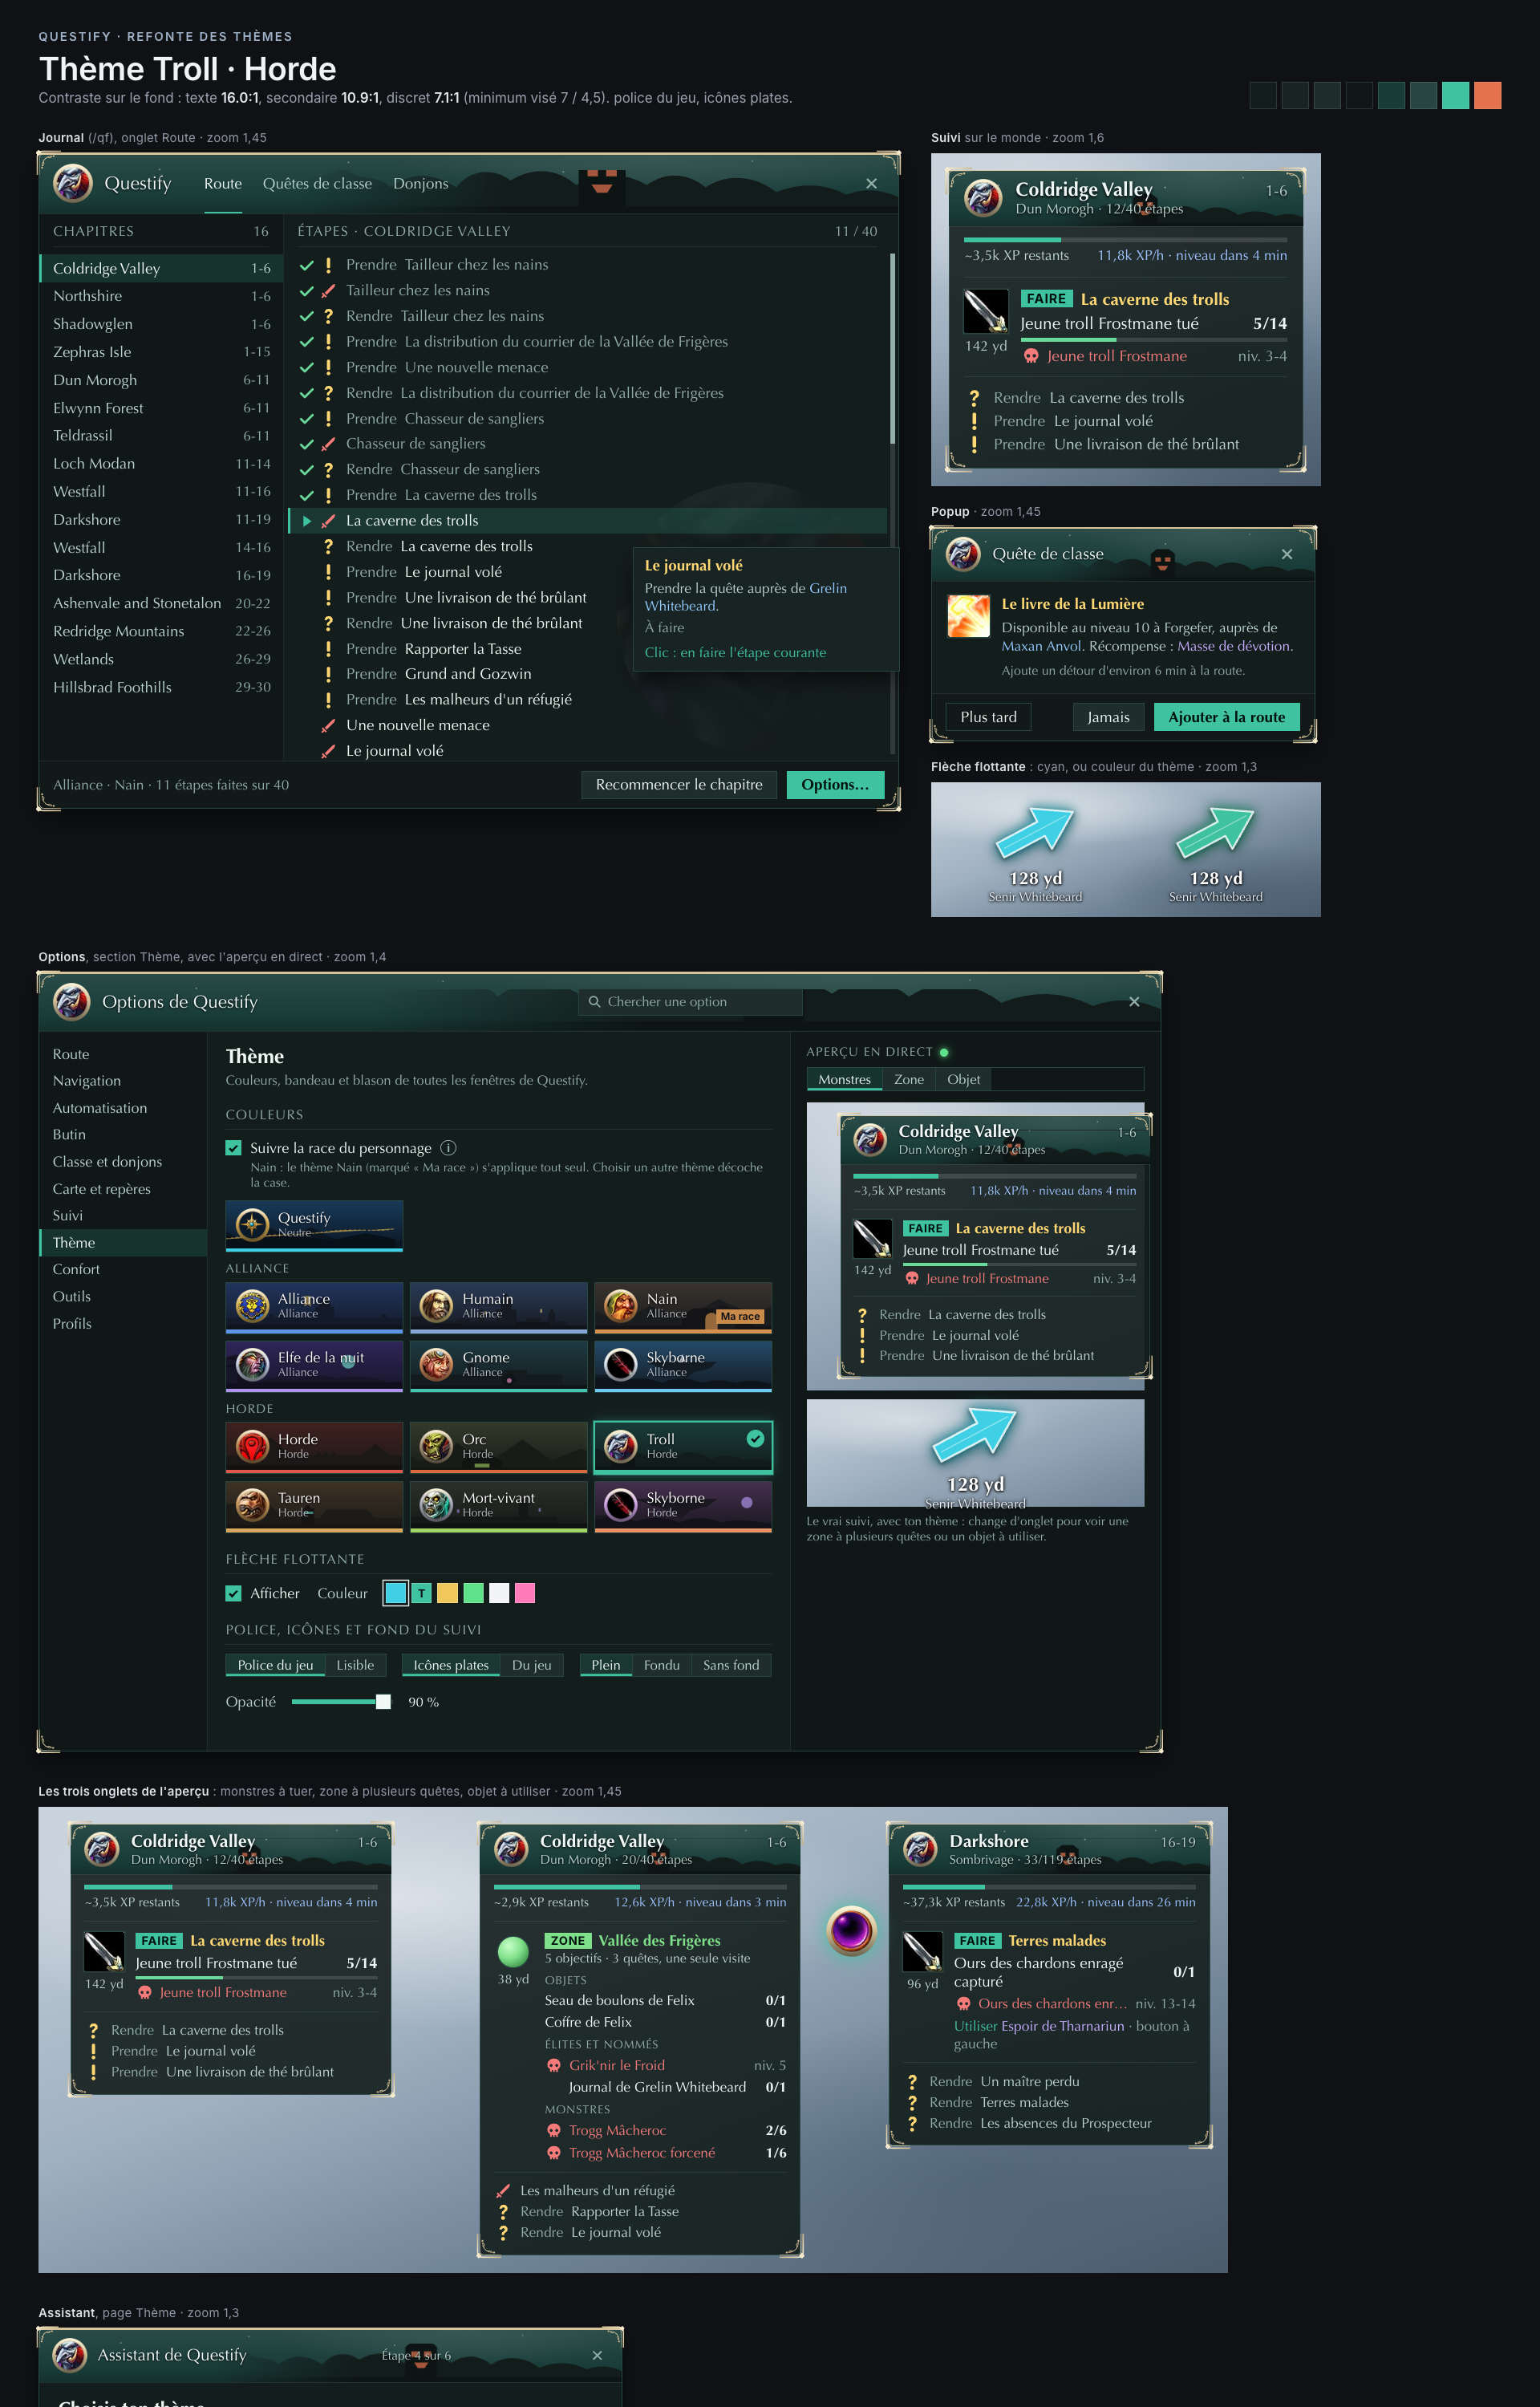 QUESTIFY · REFONTE DES THÈMES
Thème Troll · Horde
Contraste sur le fond : texte 16.0:1, secondaire 10.9:1, discret 7.1:1 (minimum visé 7 / 4,5). police du jeu, icônes plates.
Journal (/qf), onglet Route · zoom 1,45
Questify
Route
Quêtes de classe
Donjons
CHAPITRES 16
Coldridge Valley 1-6
Northshire 1-6
Shadowglen 1-6
Zephras Isle 1-15
Dun Morogh 6-11
Elwynn Forest 6-11
Teldrassil 6-11
Loch Modan 11-14
Westfall 11-16
Darkshore 11-19
Westfall 14-16
Darkshore 16-19
Ashenvale and Stonetalon 20-22
Redridge Mountains 22-26
Wetlands 26-29
Hillsbrad Foothills 29-30
ÉTAPES · COLDRIDGE VALLEY 11 / 40
Prendre Tailleur chez les nains
Tailleur chez les nains
Rendre Tailleur chez les nains
Prendre La distribution du courrier de la Vallée de Frigères
Prendre Une nouvelle menace
Rendre La distribution du courrier de la Vallée de Frigères
Prendre Chasseur de sangliers
Chasseur de sangliers
Rendre Chasseur de sangliers
Prendre La caverne des trolls
La caverne des trolls
Rendre La caverne des trolls
Prendre Le journal volé
Prendre Une livraison de thé brûlant
Rendre Une livraison de thé brûlant
Prendre Rapporter la Tasse
Prendre Grund and Gozwin
Prendre Les malheurs d'un réfugié
Une nouvelle menace
Le journal volé
Le journal volé
Prendre la quête auprès de Grelin
Whitebeard.
À faire
Clic : en faire l'étape courante
Alliance · Nain · 11 étapes faites sur 40
Recommencer le chapitre
Options…
Suivi sur le monde · zoom 1,6
Coldridge Valley 1-6
Dun Morogh · 12/40 étapes
~3,5k XP restants 11,8k XP/h · niveau dans 4 min
FAIRE La caverne des trolls
Jeune troll Frostmane tué 5/14
142 yd
Jeune troll Frostmane niv. 3-4
Rendre La caverne des trolls
Prendre Le journal volé
Prendre Une livraison de thé brûlant
Popup · zoom 1,45
Quête de classe
Le livre de la Lumière
Disponible au niveau 10 à Forgefer, auprès de
Maxan Anvol. Récompense : Masse de dévotion.
Ajoute un détour d'environ 6 min à la route.
Plus tard
Jamais
Ajouter à la route
Flèche flottante : cyan, ou couleur du thème · zoom 1,3
128 yd
Senir Whitebeard
128 yd
Senir Whitebeard
Options, section Thème, avec l'aperçu en direct · zoom 1,4
Options de Questify
Chercher une option
Route
Navigation
Automatisation
Butin
Classe et donjons
Carte et repères
Suivi
Thème
Confort
Outils
Profils
Thème
Couleurs, bandeau et blason de toutes les fenêtres de Questify.
COULEURS
Suivre la race du personnage i
Nain : le thème Nain (marqué « Ma race ») s'applique tout seul. Choisir un autre thème décoche
la case.
Questify
Neutre
ALLIANCE
Alliance
Alliance
Humain
Alliance
Nain
Alliance
Ma race
Elfe de la nuit
Alliance
Gnome
Alliance
Skyborne
Alliance
HORDE
Horde
Horde
Orc
Horde
Troll
Horde
Tauren
Horde
Mort-vivant
Horde
Skyborne
Horde
FLÈCHE FLOTTANTE
Afficher Couleur T
POLICE, ICÔNES ET FOND DU SUIVI
Police du jeu Lisible Icônes plates Du jeu Plein Fondu Sans fond
Opacité 90 %
APERÇU EN DIRECT
Monstres Zone Objet
Coldridge Valley 1-6
Dun Morogh · 12/40 étapes
~3,5k XP restants 11,8k XP/h · niveau dans 4 min
FAIRE La caverne des trolls
Jeune troll Frostmane tué 5/14
142 yd
Jeune troll Frostmane niv. 3-4
Rendre La caverne des trolls
Prendre Le journal volé
Prendre Une livraison de thé brûlant
128 yd
Senir Whitebeard
Le vrai suivi, avec ton thème : change d'onglet pour voir une
zone à plusieurs quêtes ou un objet à utiliser.
Les trois onglets de l'aperçu : monstres à tuer, zone à plusieurs quêtes, objet à utiliser · zoom 1,45
Coldridge Valley 1-6
Dun Morogh · 12/40 étapes
~3,5k XP restants 11,8k XP/h · niveau dans 4 min
FAIRE La caverne des trolls
Jeune troll Frostmane tué 5/14
142 yd
Jeune troll Frostmane niv. 3-4
Rendre La caverne des trolls
Prendre Le journal volé
Prendre Une livraison de thé brûlant
Coldridge Valley 1-6
Dun Morogh · 20/40 étapes
~2,9k XP restants 12,6k XP/h · niveau dans 3 min
ZONE Vallée des Frigères
5 objectifs · 3 quêtes, une seule visite
38 yd
OBJETS
Seau de boulons de Felix 0/1
Coffre de Felix 0/1
ÉLITES ET NOMMÉS
Grik'nir le Froid niv. 5
Journal de Grelin Whitebeard 0/1
MONSTRES
Trogg Mâcheroc 2/6
Trogg Mâcheroc forcené 1/6
Les malheurs d'un réfugié
Rendre Rapporter la Tasse
Rendre Le journal volé
Darkshore 16-19
Sombrivage · 33/119 étapes
~37,3k XP restants 22,8k XP/h · niveau dans 26 min
FAIRE Terres malades
Ours des chardons enragé
capturé 0/1
96 yd
Ours des chardons enr… niv. 13-14
Utiliser Espoir de Tharnariun · bouton à
gauche
Rendre Un maître perdu
Rendre Terres malades
Rendre Les absences du Prospecteur
Assistant, page Thème · zoom 1,3
Assistant de Questify
Étape 4 sur 6
Choisis ton thème